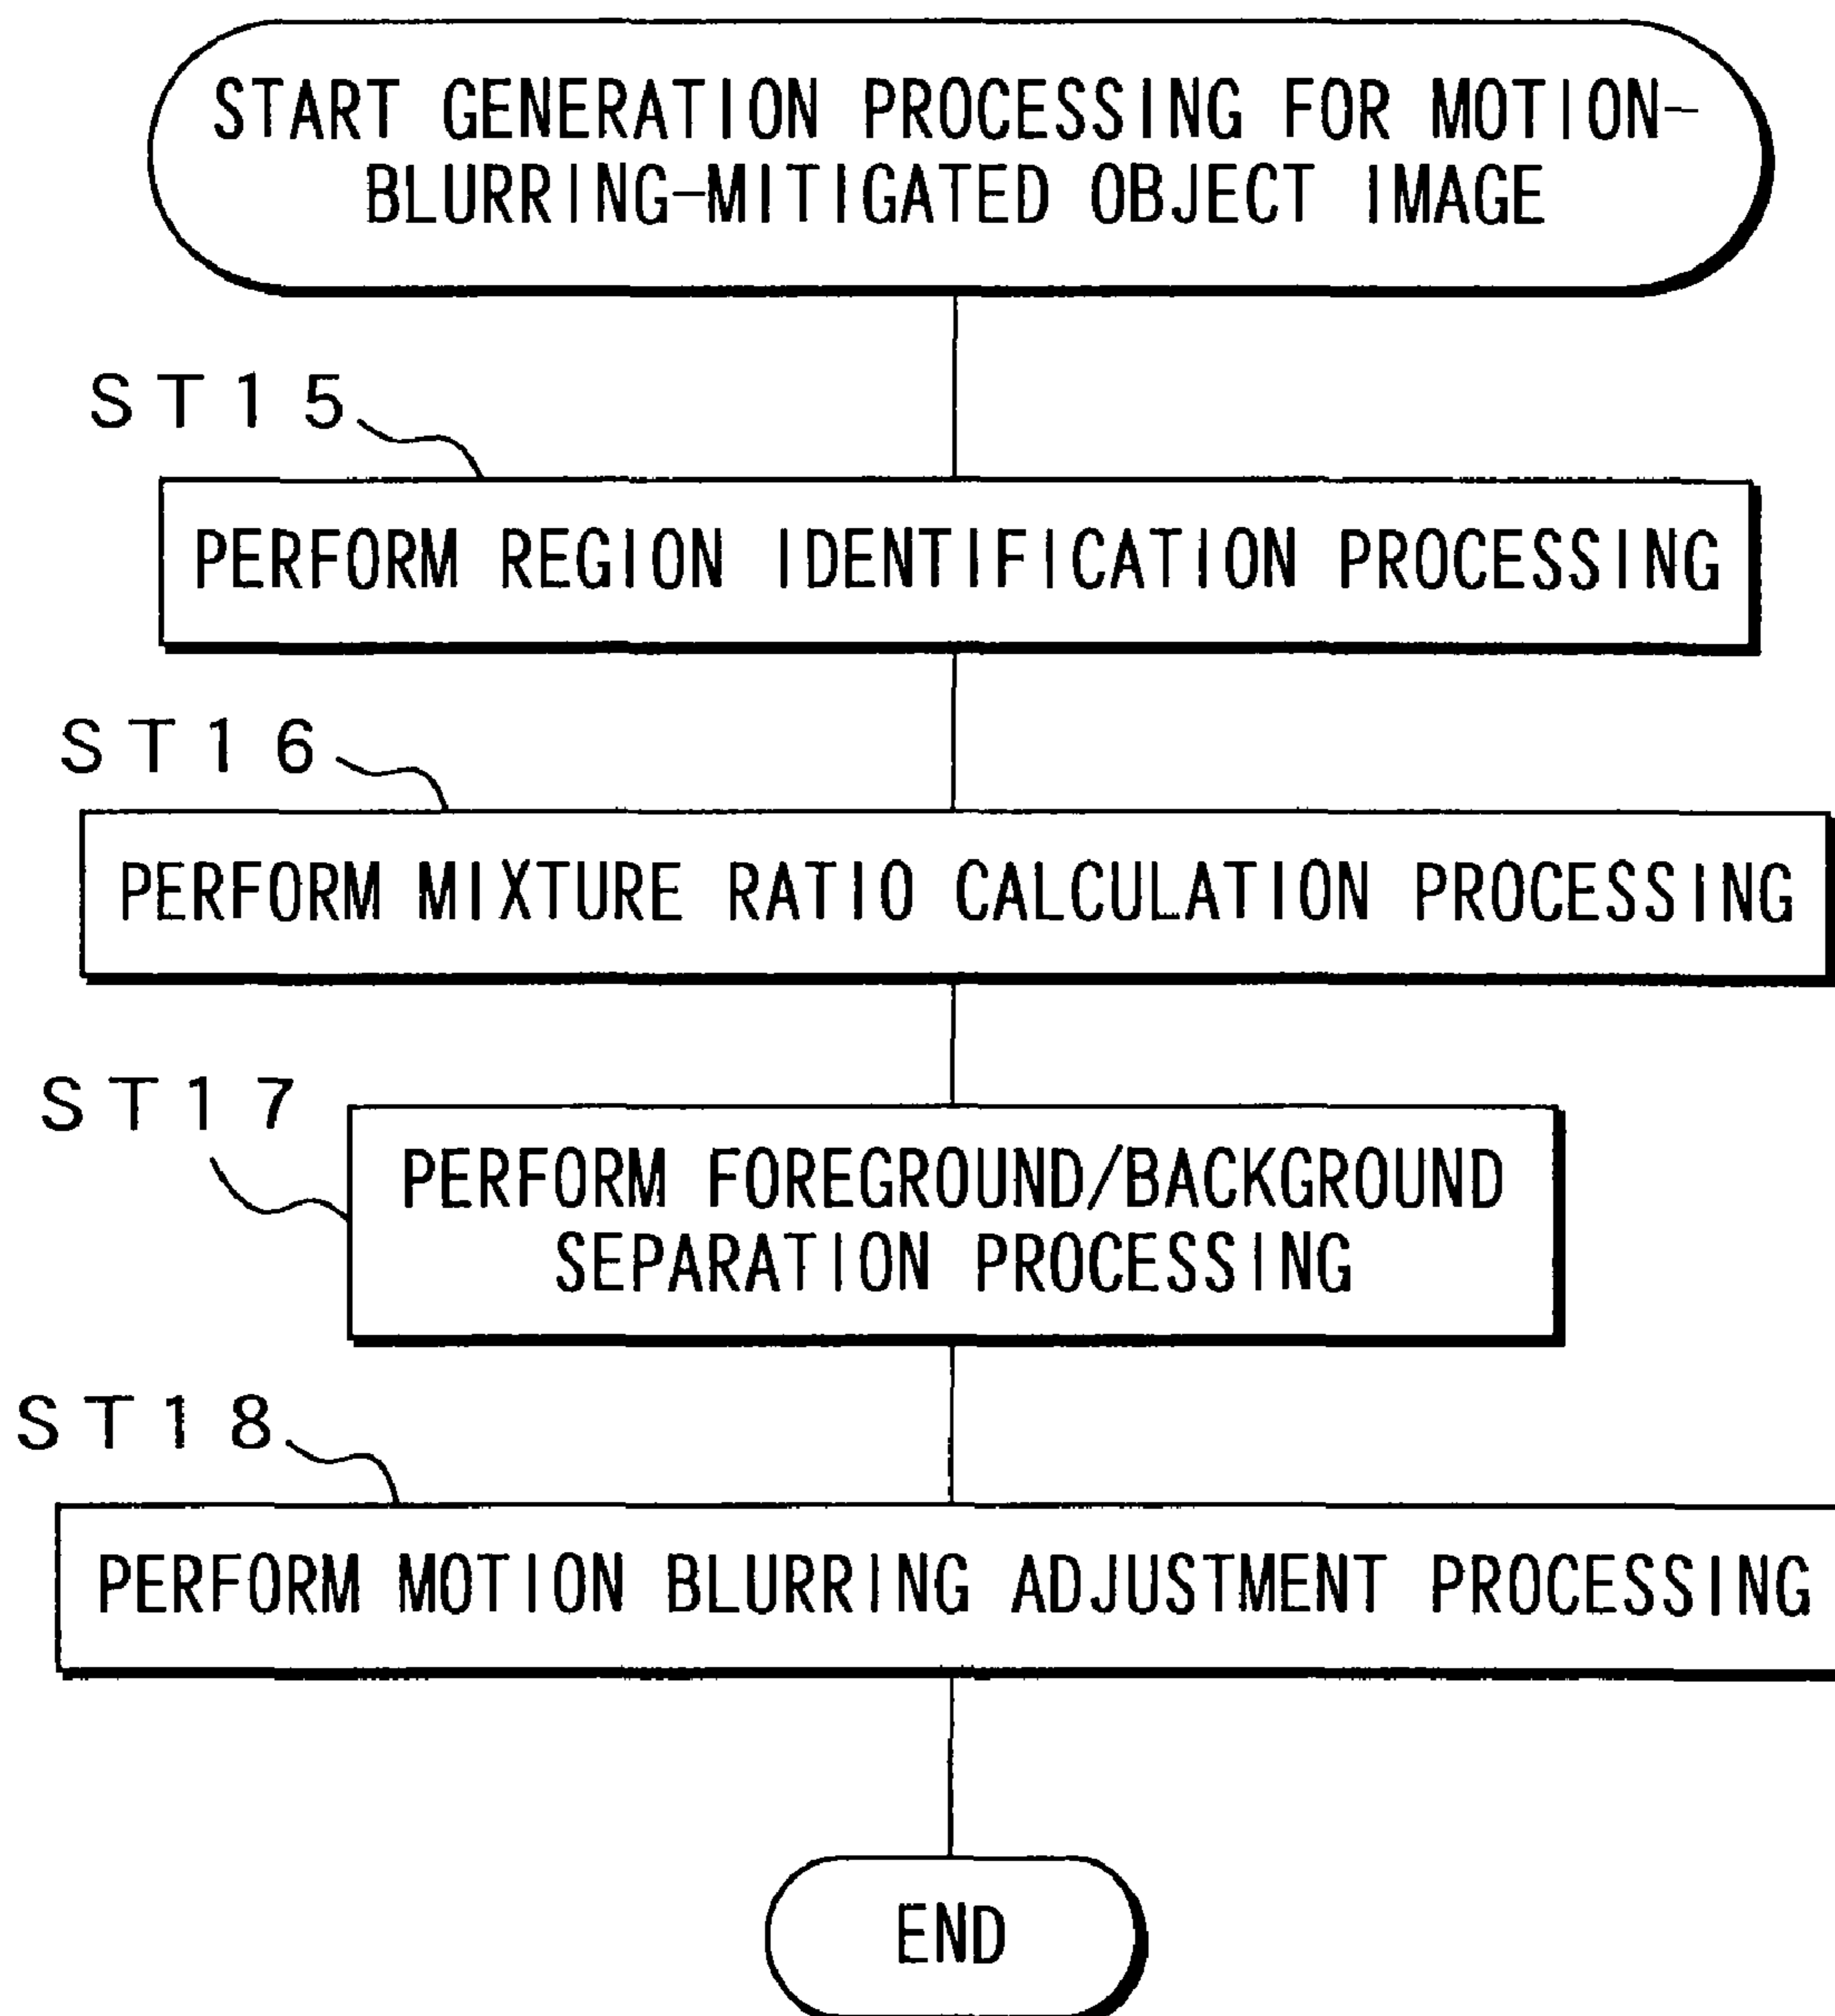 START GENERATION PROCESSING FOR MOTION-
BLURRING-MITIGATED OBJECT IMAGE
ST15
PERFORM REGION IDENTIFICATION PROCESSING
ST16
PERFORM MIXTURE RATIO CALCULATION PROCESSING
ST17
PERFORM FOREGROUND/BACKGROUND
SEPARATION PROCESSING
ST18
PERFORM MOTION BLURRING ADJUSTMENT PROCESSING
END